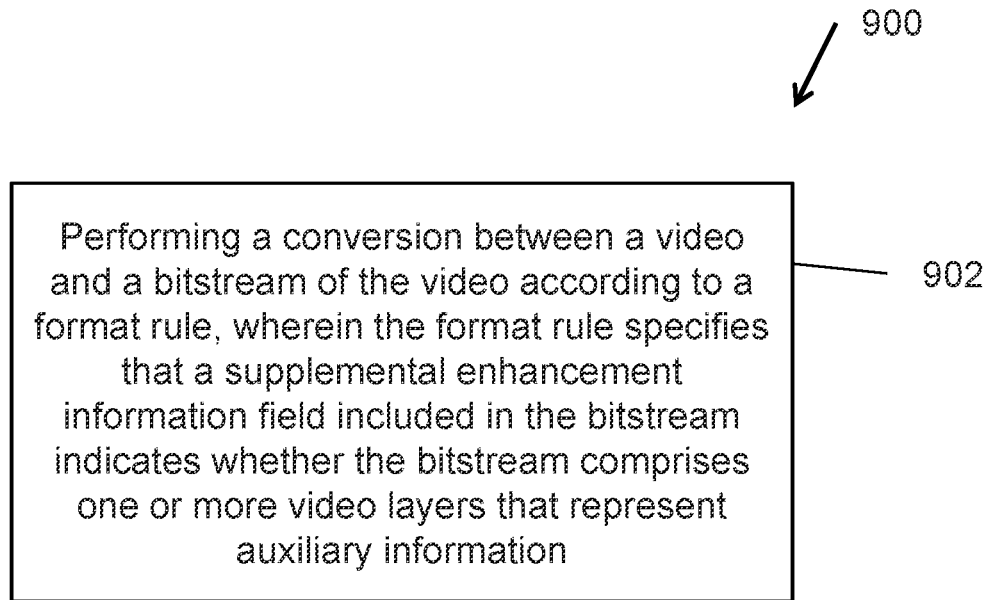 900
Performing a conversion between a video
and a bitstream of the video according to a
format rule, wherein the format rule specifies
that a supplemental enhancement
information field included in the bitstream
indicates whether the bitstream comprises
one or more video layers that represent
auxiliary information
902